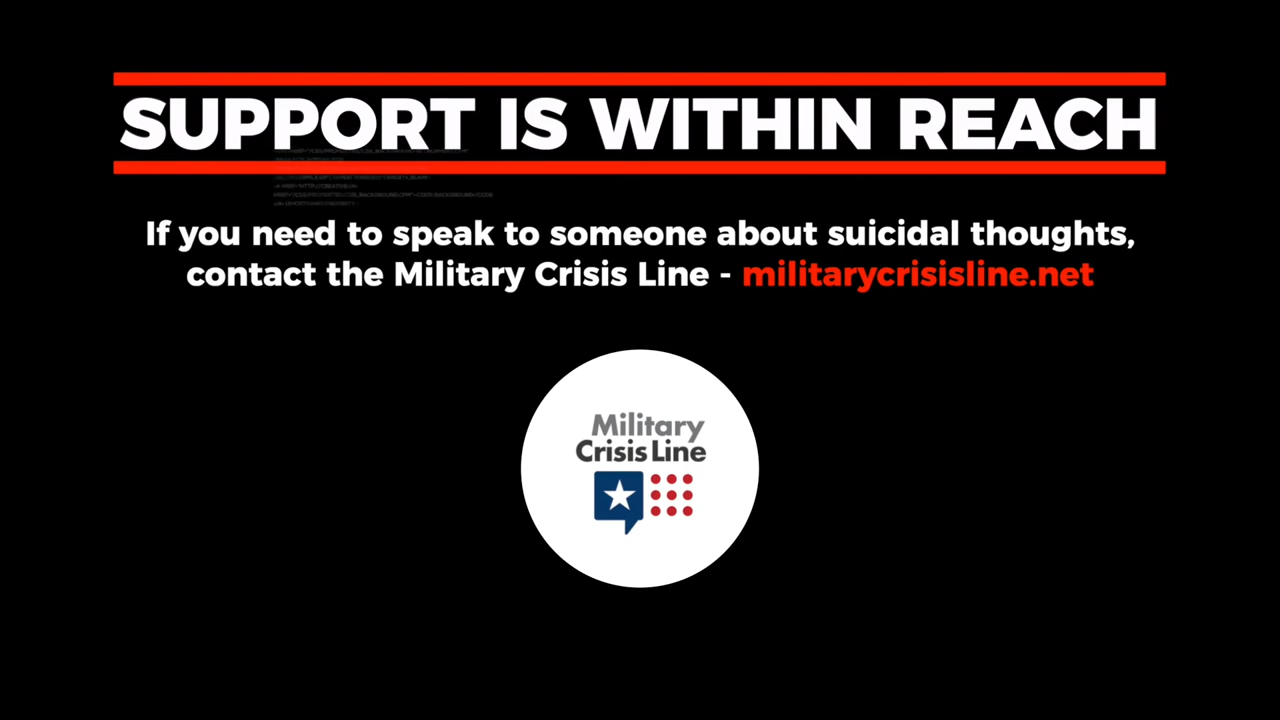 SUPPORT IS WITHIN REACH
If you need to speak to someone about suicidal thoughts,
contact the Military Crisis Line - militarycrisisline.net
Military
Crisis Line